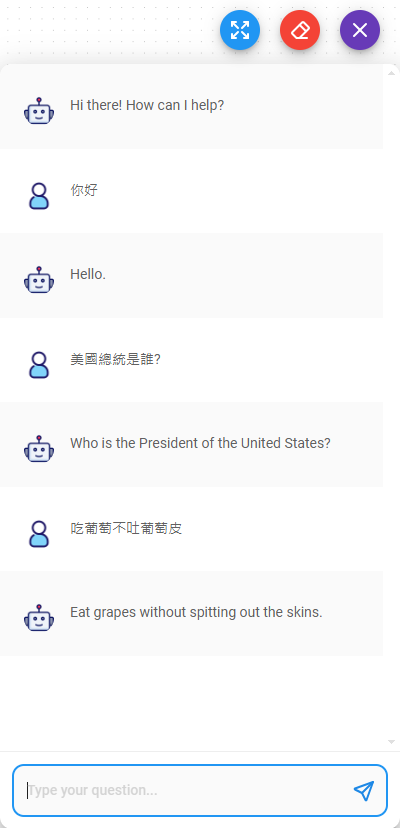 Hi there! How can I help?
你好
Hello.
美國總統是誰?
Who is the President of the United States?
吃葡萄不吐葡萄皮
Eat grapes without spitting out the skins.
Type your question...